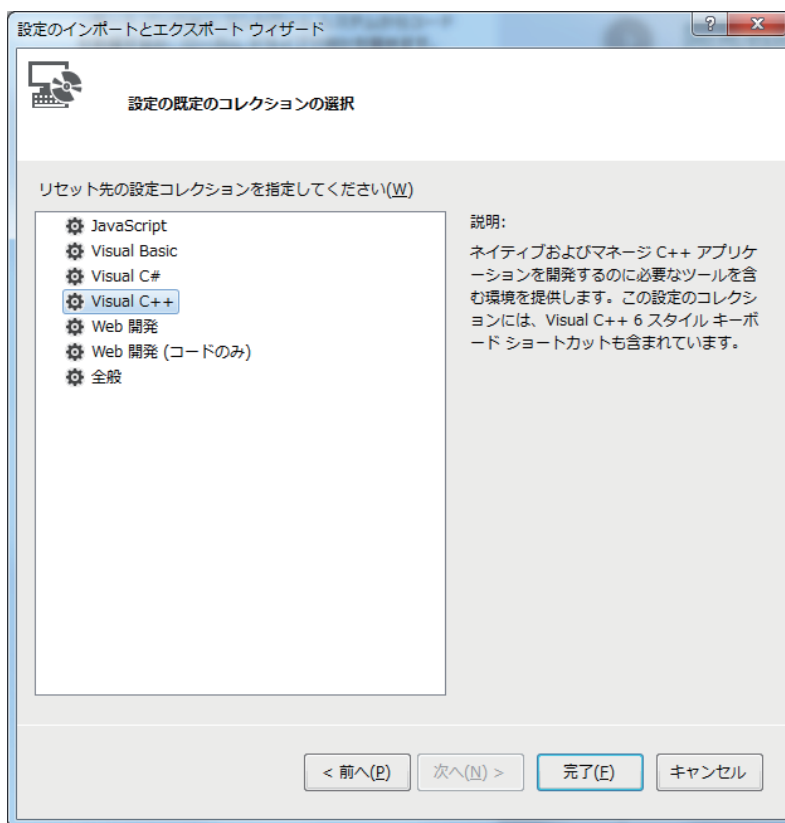 設定のインポートとエクスポート ウィザード
設定の既定のコレクションの選択
リセット先の設定コレクションを指定してください(W)
JavaScript
Visual Basic
Visual C#
Visual C++
Web 開発
Web 開発 (コードのみ)
全般
説明:
ネイティブおよびマネージ C++ アプリケ
ーションを開発するのに必要なツールを含
む環境を提供します。この設定のコレクシ
ョンには、Visual C++ 6 スタイル キーボ
ード ショートカットも含まれています。
< 前へ(P)
次へ(N) >
完了(F)
キャンセル